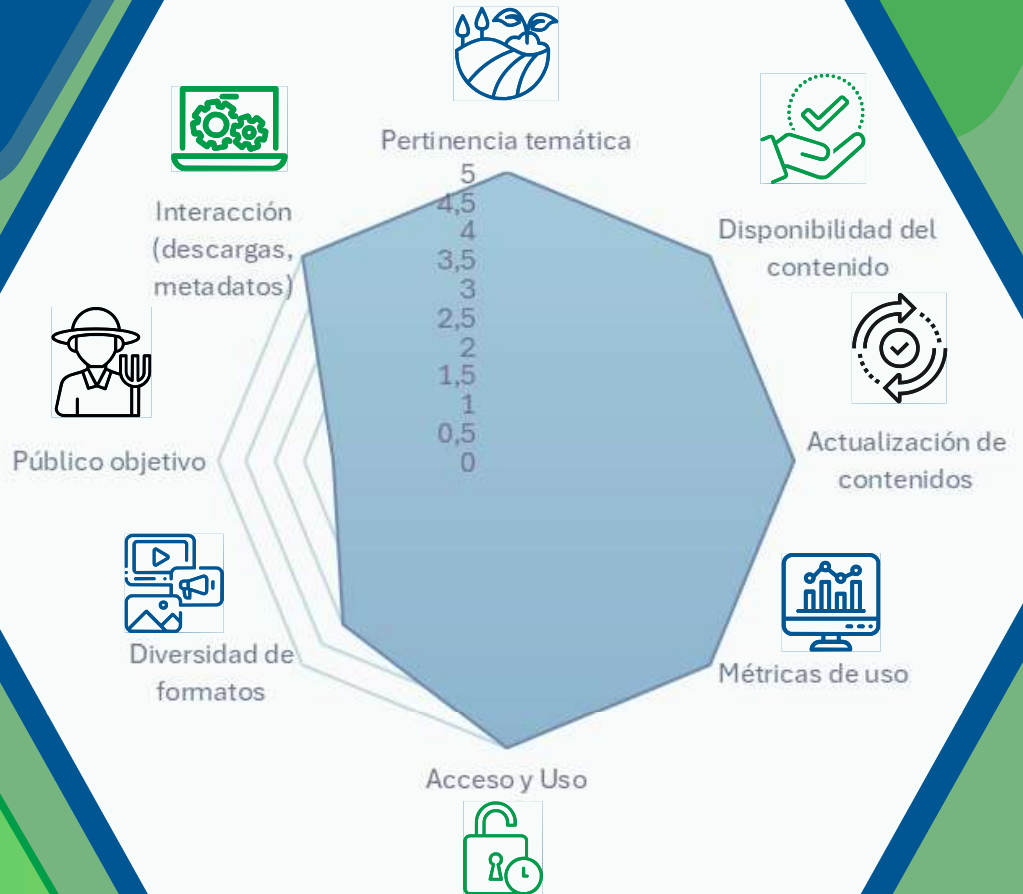 Pertinencia temática
5
4,5
4
3,5
3
2,5
2
1,5
1
0,5
0
Disponibilidad del
contenido
Actualización de
contenidos
Métricas de uso
Acceso y Uso
Diversidad de
formatos
Público objetivo
Interacción
(descargas,
metadatos)